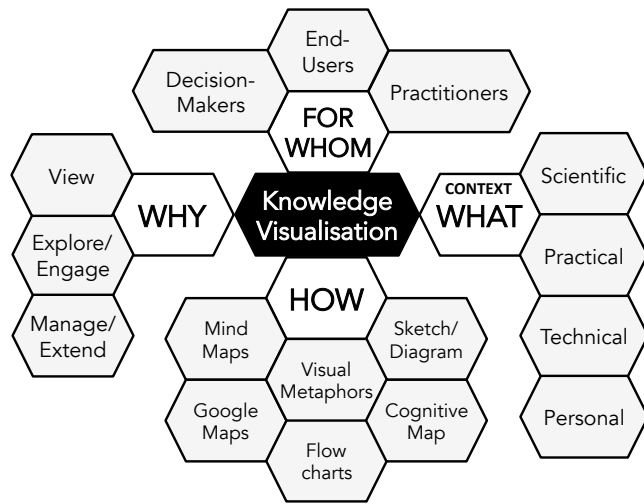 End-
Users
Decision-
Makers
Practitioners
FOR
WHOM
View
Explore/
Engage
Manage/
Extend
WHY
Knowledge
Visualisation
CONTEXT
WHAT
Scientific
Practical
Technical
Personal
HOW
Mind
Maps
Sketch/
Diagram
Visual
Metaphors
Google
Maps
Cognitive
Map
Flow
charts